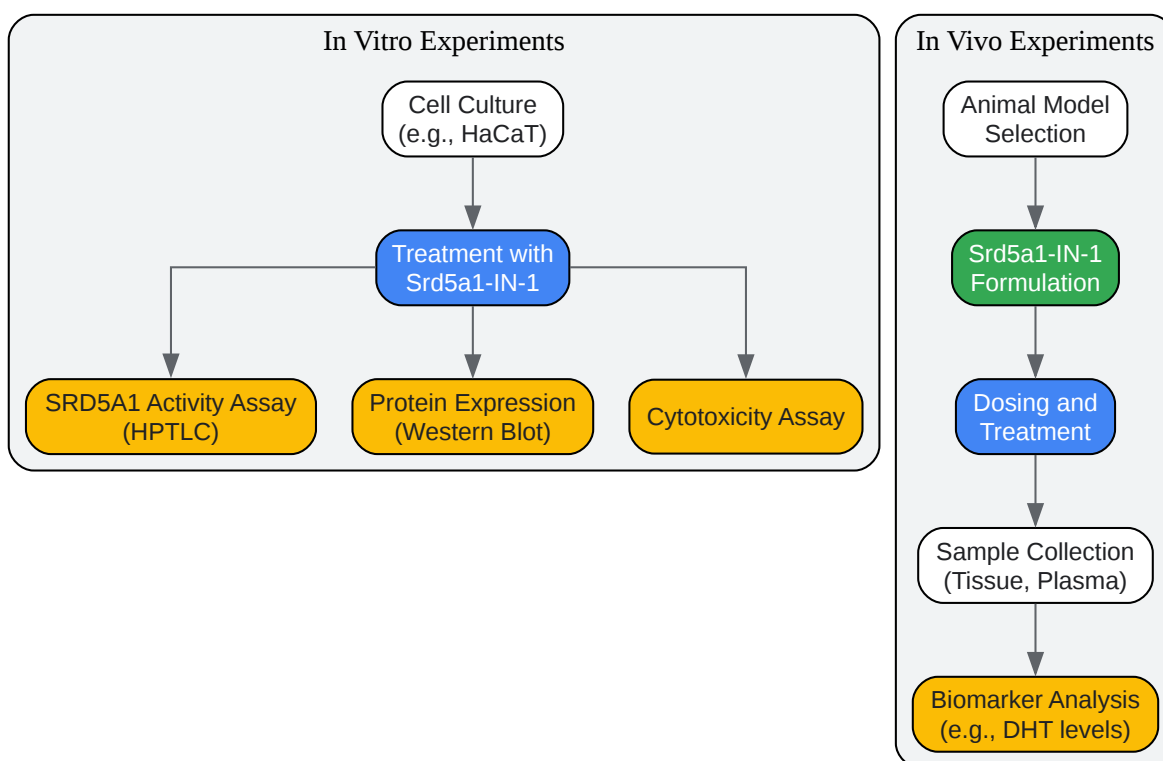 In Vitro Experiments
Cell Culture
(e.g., HaCaT)
Treatment with
Srd5a1-IN-1
SRD5A1 Activity Assay
(HPTLC)
Protein Expression
(Western Blot)
Cytotoxicity Assay
In Vivo Experiments
Animal Model
Selection
Srd5a1-IN-1
Formulation
Dosing and
Treatment
Sample Collection
(Tissue, Plasma)
Biomarker Analysis
(e.g., DHT levels)